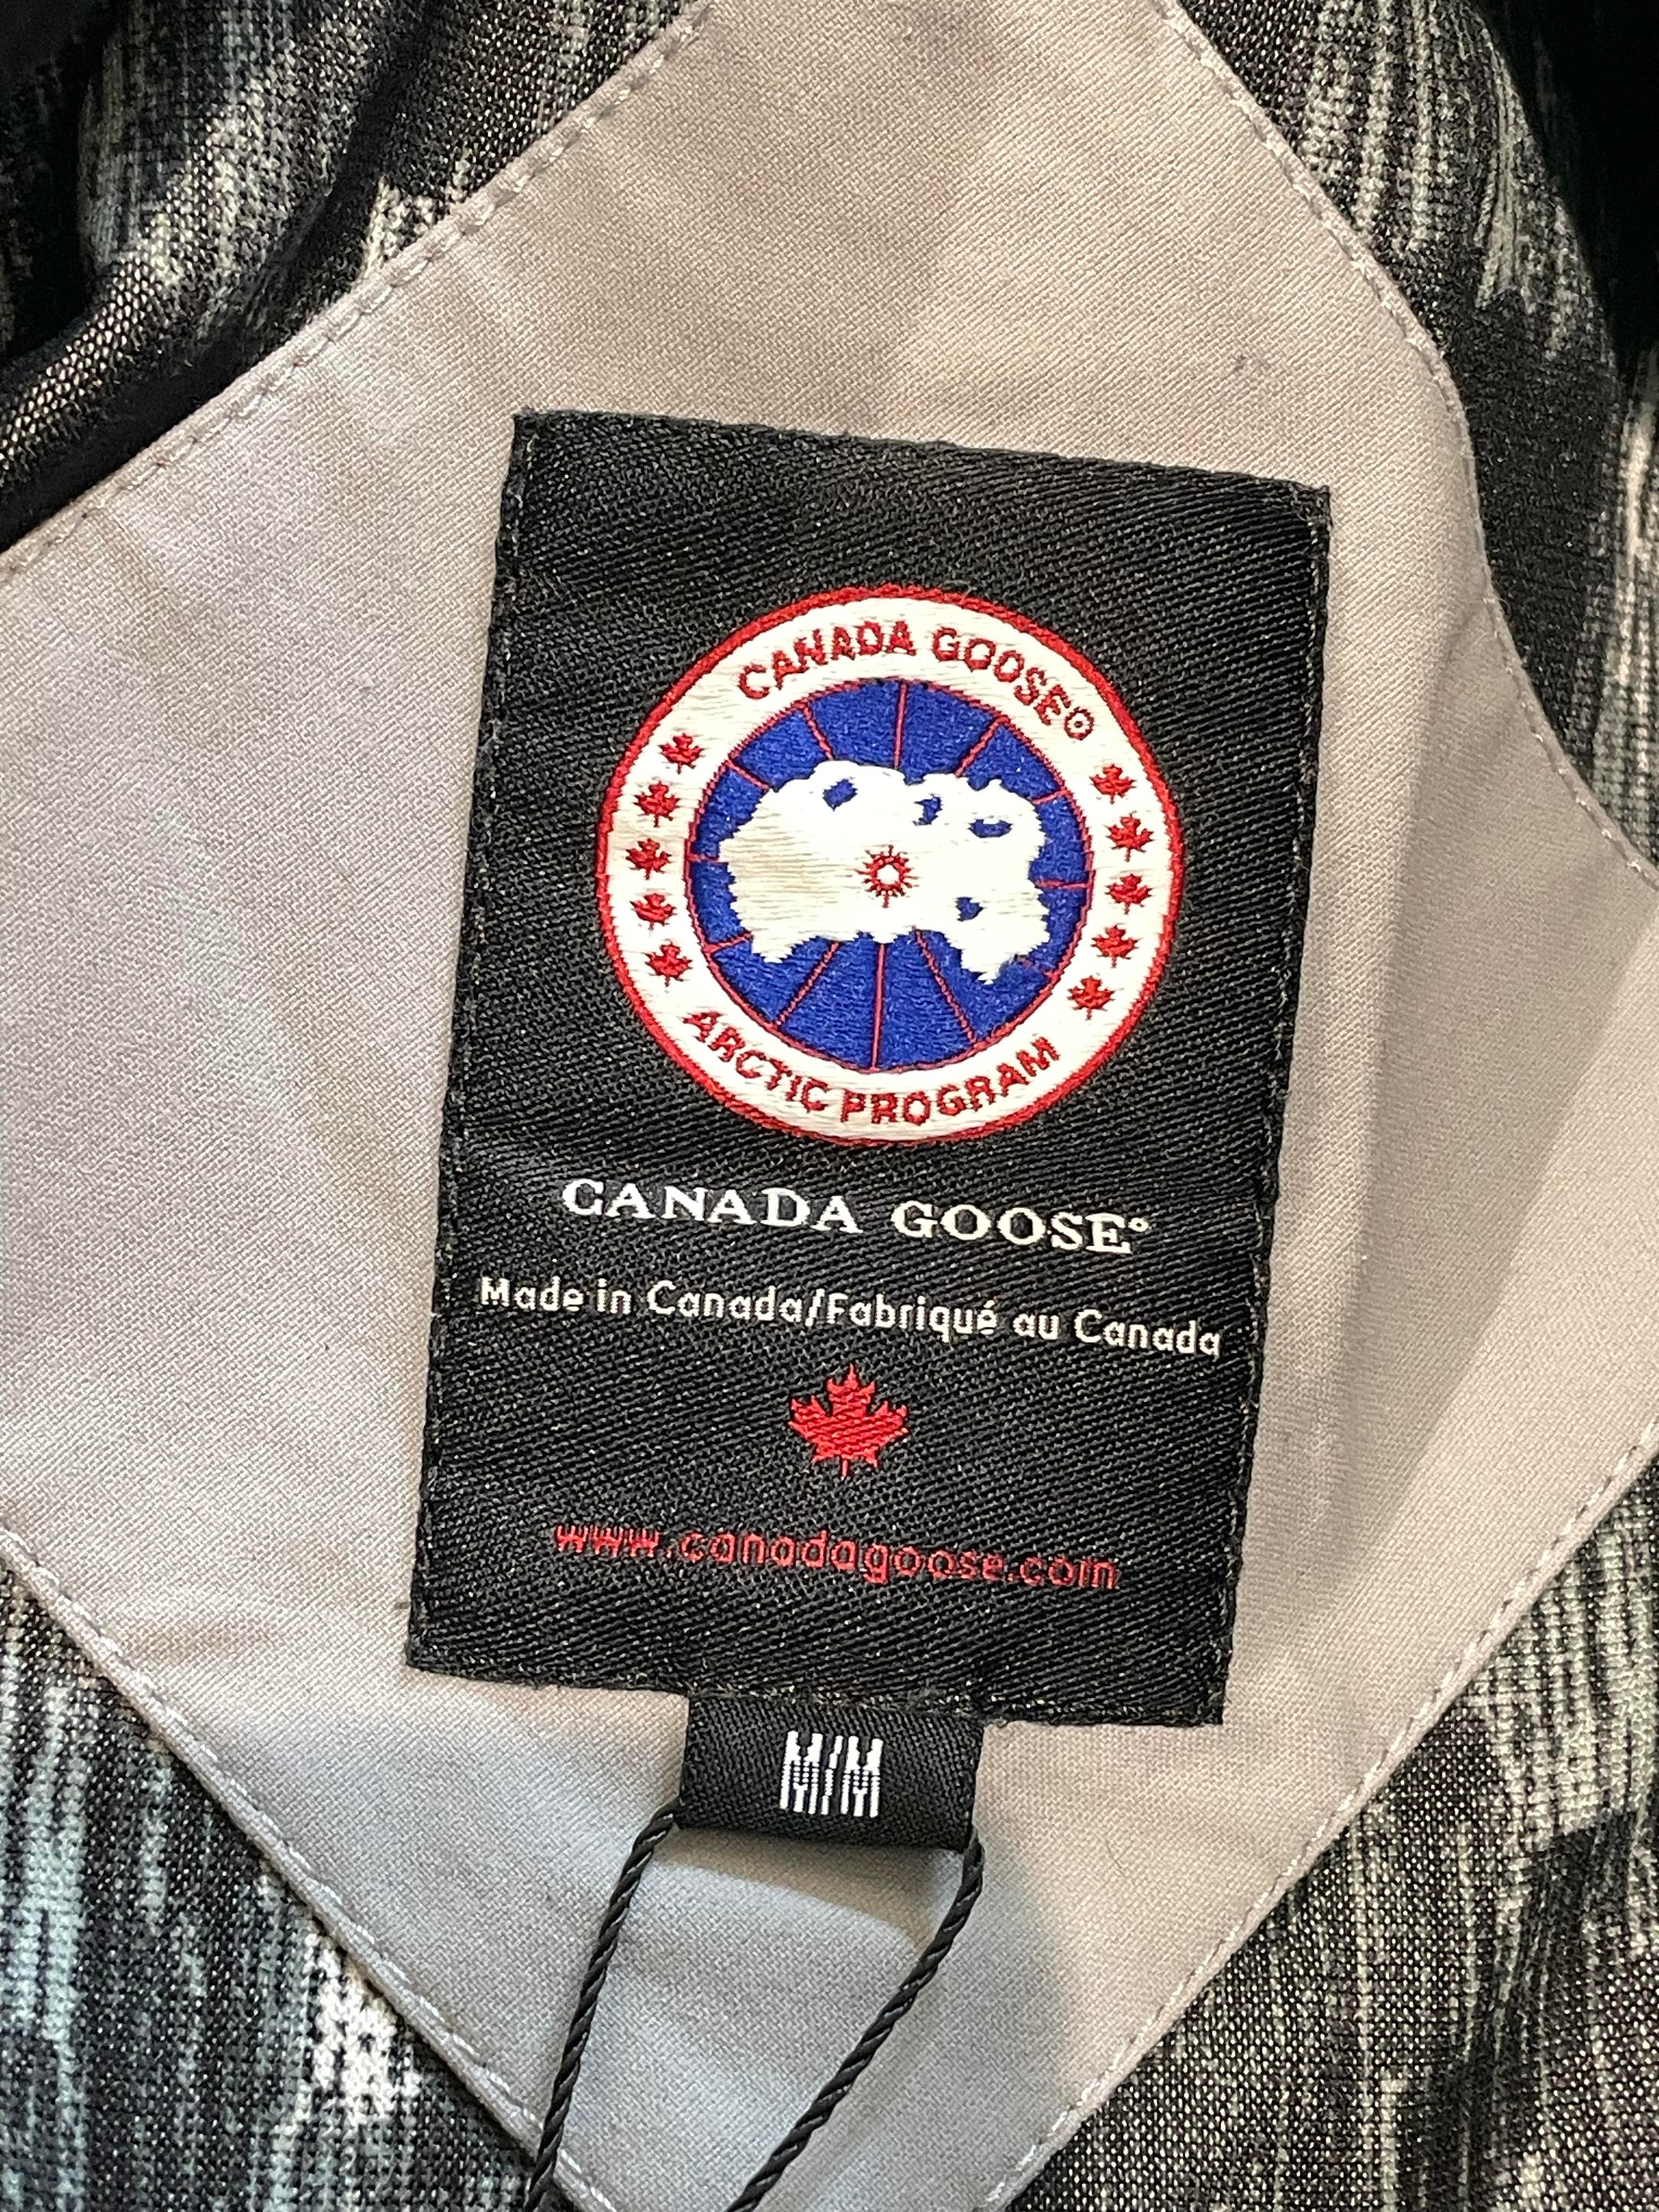 CANADA GOOSE®
ARCTIC PROGRAM
CANADA GOOSE®
Made in Canada/Fabriqué au Canada
www.canadagoose.com
M/M